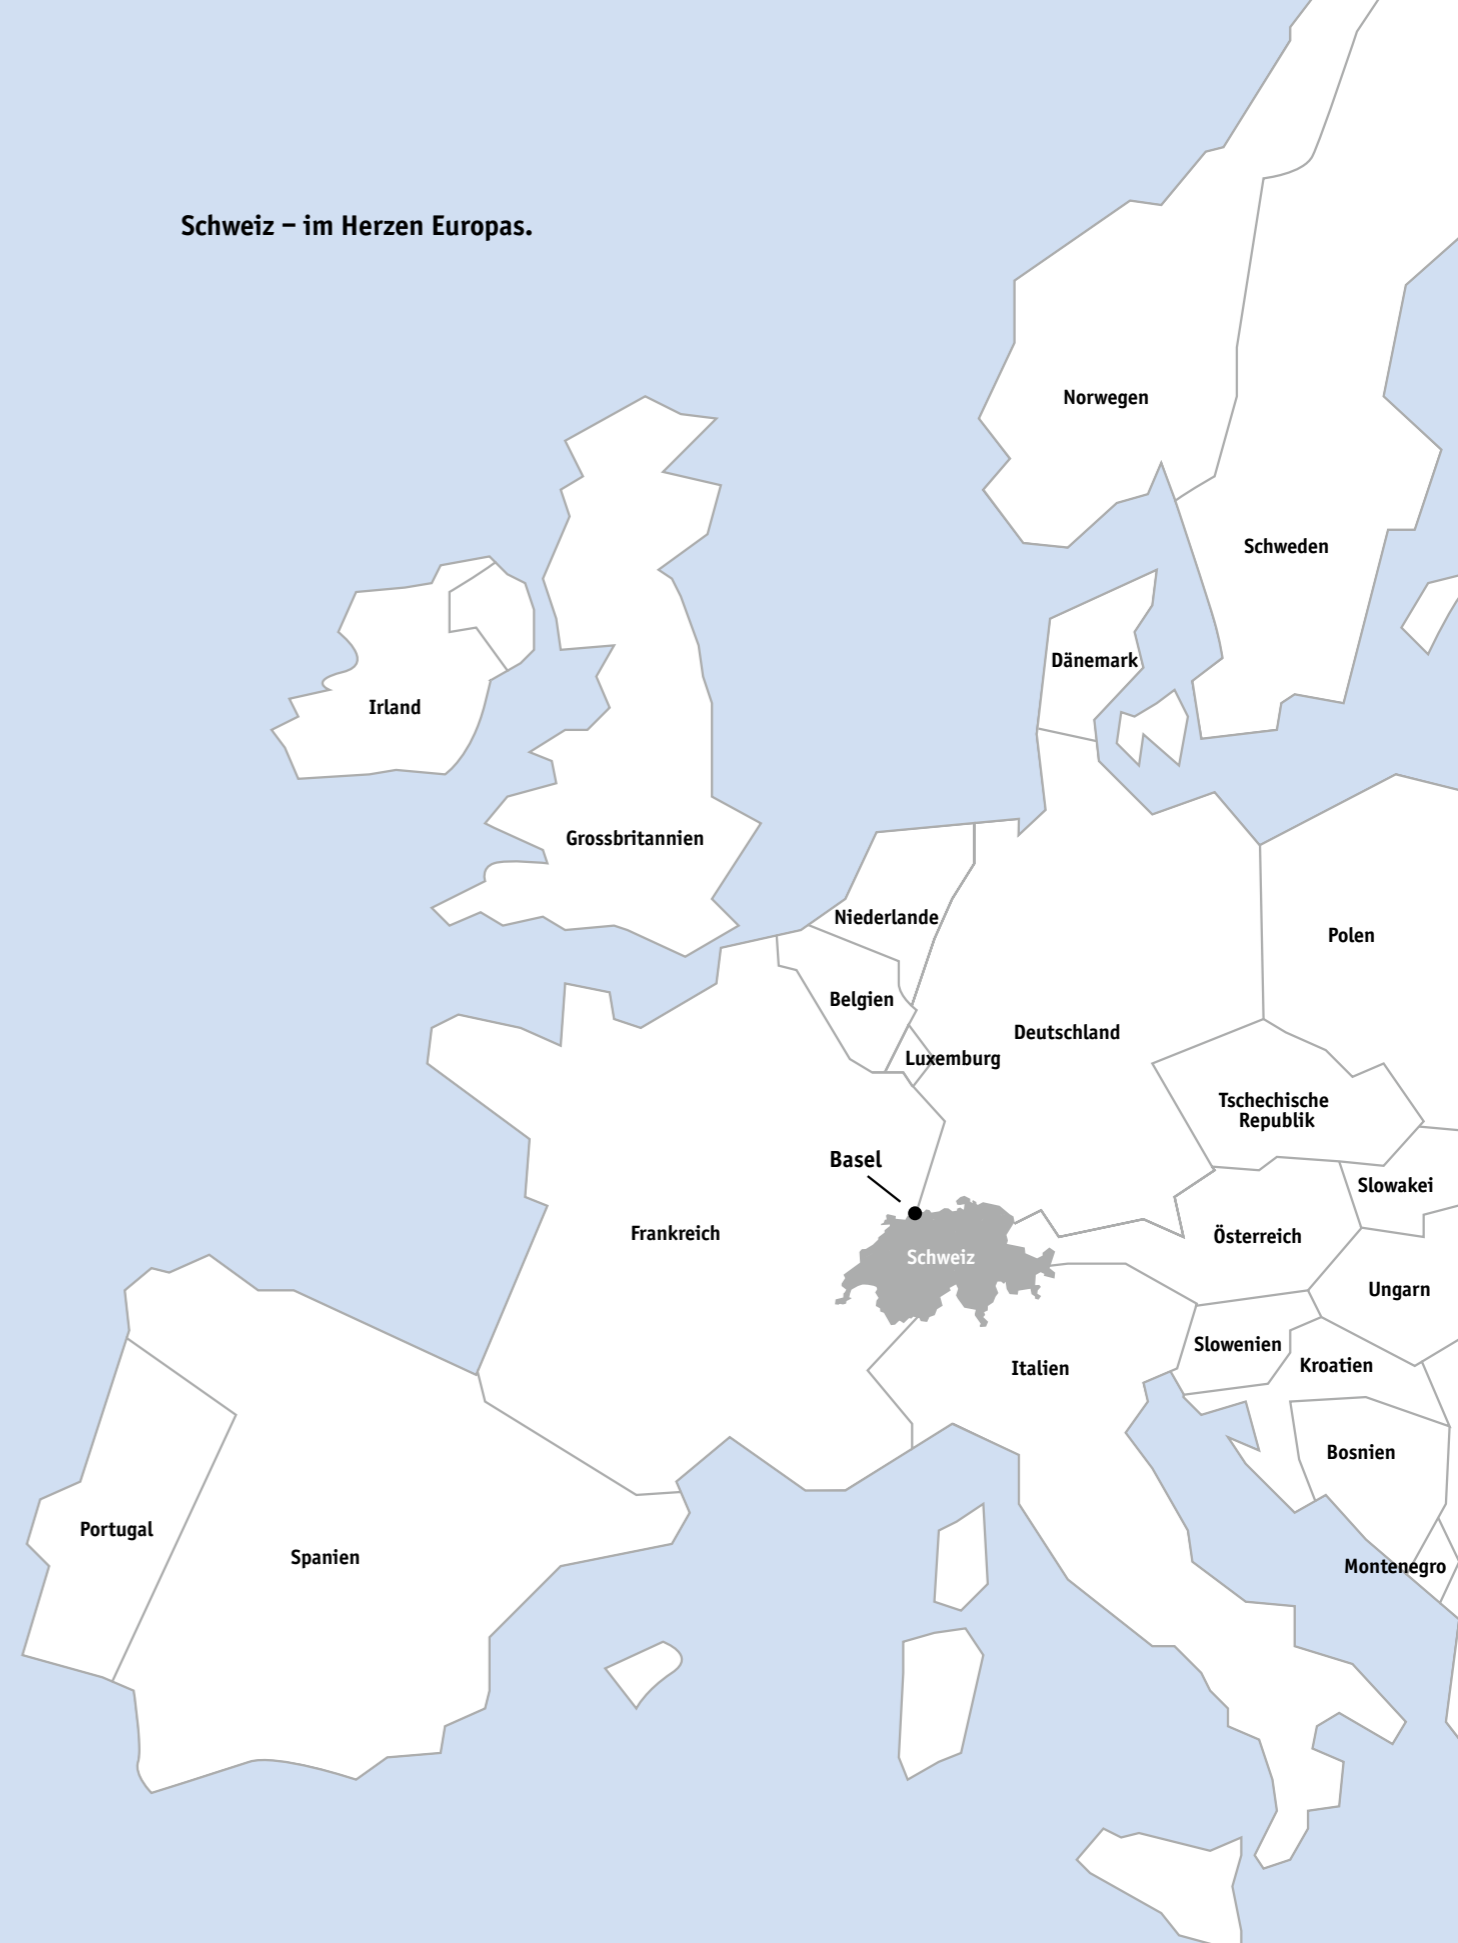 Schweiz – im Herzen Europas.
Norwegen
Schweden
Dänemark
Irland
Grossbritannien
Niederlande
Polen
Belgien
Deutschland
Luxemburg
Tschechische
Republik
Basel
Slowakei
Frankreich
Österreich
Schweiz
Ungarn
Slowenien
Kroatien
Italien
Bosnien
Portugal
Spanien
Montenegro